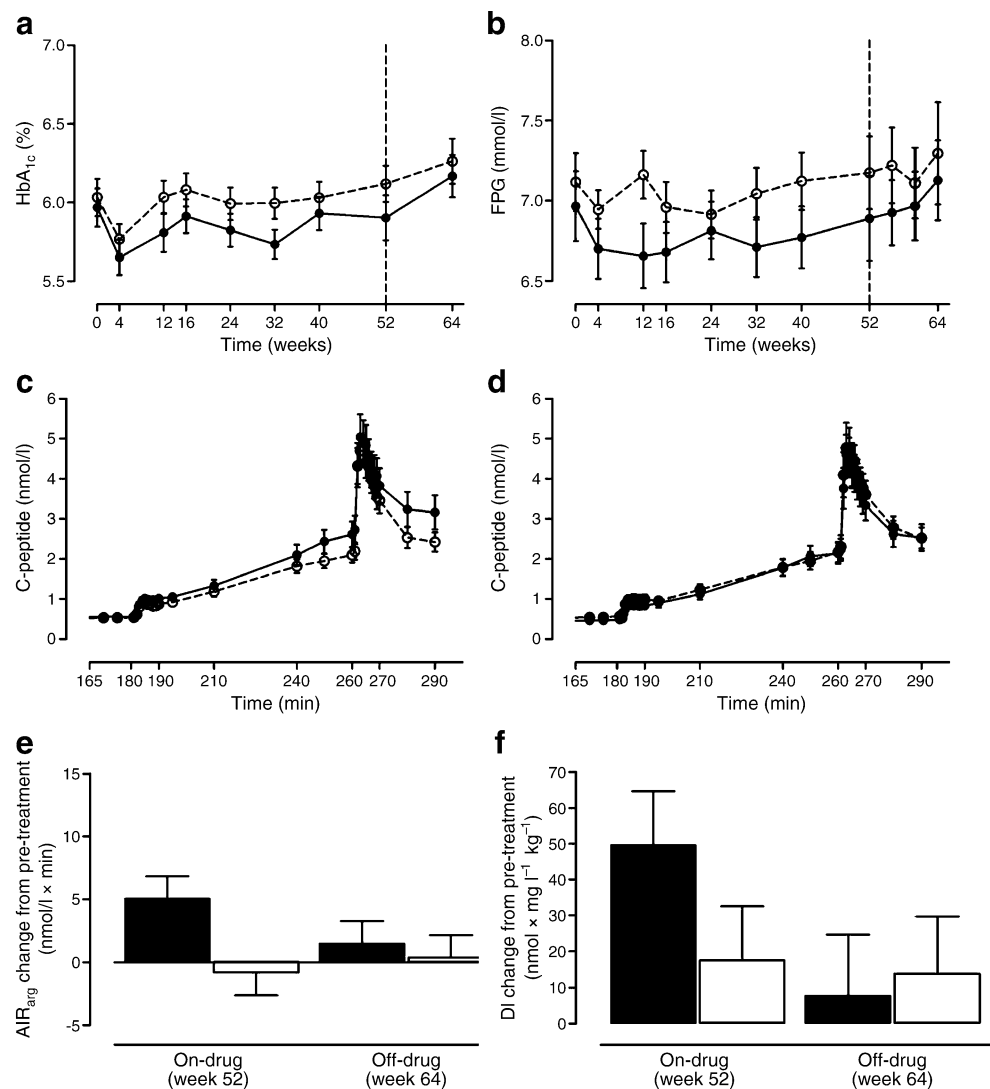 a
7.0
6.5
6.0
5.5
HbA1c (%)
0 4 12 16 24 32 40 52 64
Time (weeks)
b
8.0
7.5
7.0
6.5
FPG (mmol/l)
0 4 12 16 24 32 40 52 64
Time (weeks)
c
6
5
4
3
2
1
0
C-peptide (nmol/l)
165 180 190 210 240 260 270 290
Time (min)
d
6
5
4
3
2
1
0
C-peptide (nmol/l)
165 180 190 210 240 260 270 290
Time (min)
e
15
10
5
0
-5
AIRarg change from pre-treatment
(nmol/l × min)
On-drug
(week 52)
Off-drug
(week 64)
f
70
60
50
40
30
20
10
0
DI change from pre-treatment
(nmol × mg l⁻¹ kg⁻¹)
On-drug
(week 52)
Off-drug
(week 64)